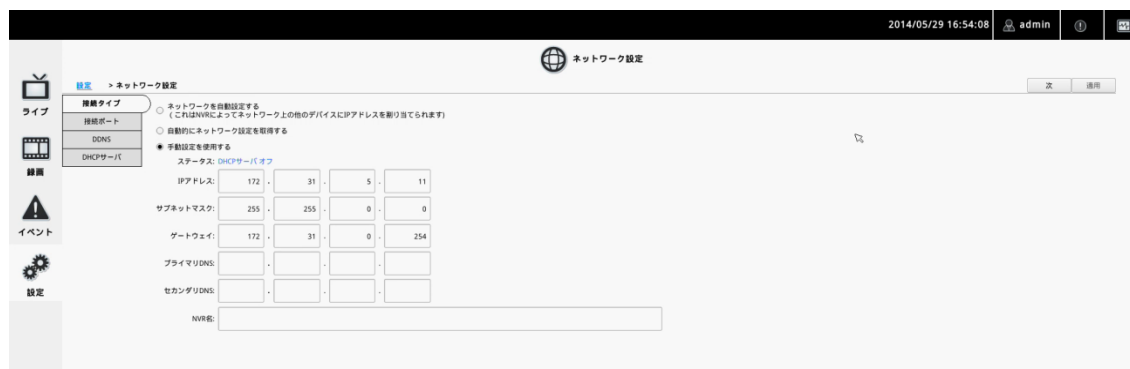 2014/05/29 16:54:08 admin
ネットワーク設定
設定 > ネットワーク設定
次 適用
ライブ
録画
イベント
設定
接続タイプ
接続ポート
DDNS
DHCPサーバ
ネットワークを自動設定する
(これはNVRによってネットワーク上の他のデバイスにIPアドレスを割り当てられます)
自動的にネットワーク設定を取得する
手動設定を使用する
ステータス: DHCPサーバ オフ
IPアドレス: 172 . 31 . 5 . 11
サブネットマスク: 255 . 255 . 0 . 0
ゲートウェイ: 172 . 31 . 0 . 254
プライマリDNS: . . .
セカンダリDNS: . . .
NVR名: